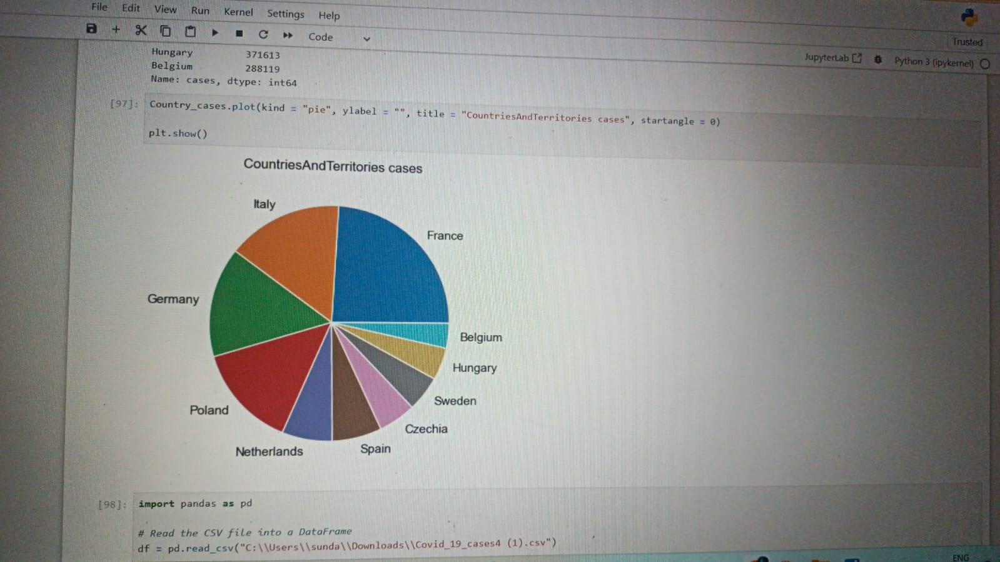 File Edit View Run Kernel Settings Help
Code
Trusted
JupyterLab Python 3 (ipykernel)
Hungary 371613
Belgium 288119
Name: cases, dtype: int64
[97]: Country_cases.plot(kind = "pie", ylabel = "", title = "CountriesAndTerritories cases", startangle = 0)
plt.show()
CountriesAndTerritories cases
Italy
France
Germany
Belgium
Hungary
Sweden
Poland
Czechia
Netherlands
Spain
[98]: import pandas as pd
# Read the CSV file into a DataFrame
df = pd.read_csv("C:\\Users\\sunda\\Downloads\\Covid_19_cases4 (1).csv")
ENG